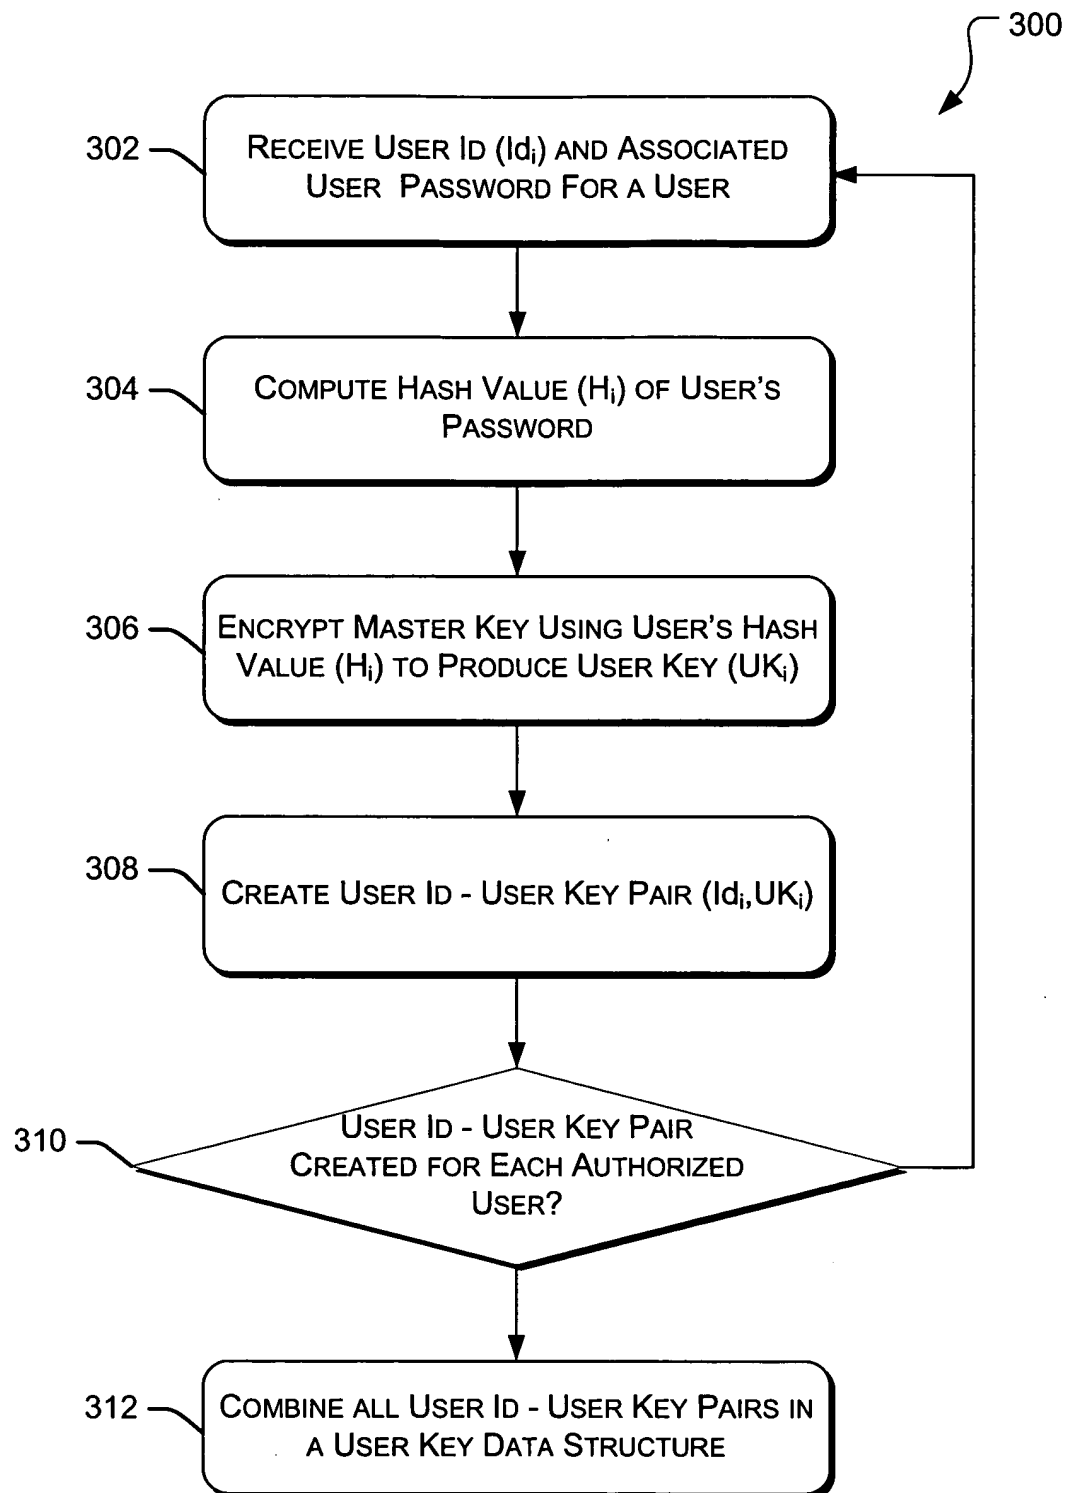 300
302
RECEIVE USER ID (Idᵢ) AND ASSOCIATED
USER PASSWORD FOR A USER
304
COMPUTE HASH VALUE (Hᵢ) OF USER'S
PASSWORD
306
ENCRYPT MASTER KEY USING USER'S HASH
VALUE (Hᵢ) TO PRODUCE USER KEY (UKᵢ)
308
CREATE USER ID - USER KEY PAIR (Idᵢ,UKᵢ)
310
USER ID - USER KEY PAIR
CREATED FOR EACH AUTHORIZED
USER?
312
COMBINE ALL USER ID - USER KEY PAIRS IN
A USER KEY DATA STRUCTURE